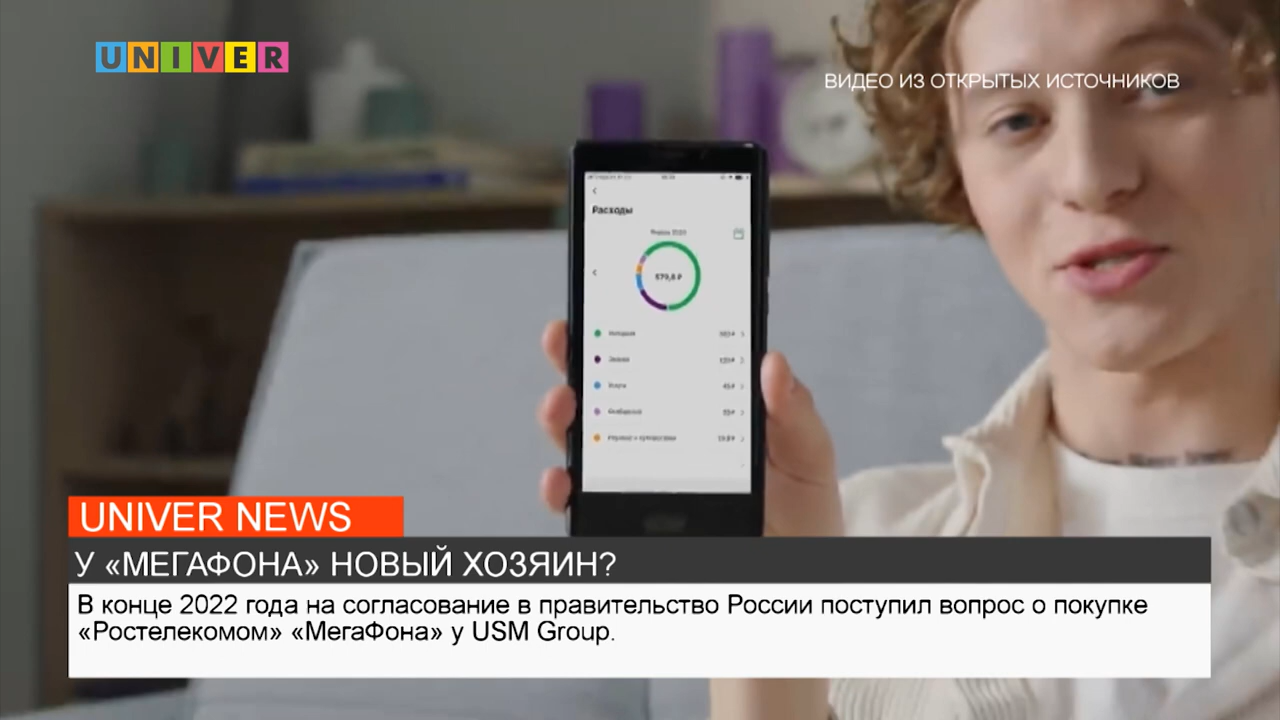 UNIVER
ВИДЕО ИЗ ОТКРЫТЫХ ИСТОЧНИКОВ
Расходы
579,8 ₽
UNIVER NEWS
У «МЕГАФОНА» НОВЫЙ ХОЗЯИН?
В конце 2022 года на согласование в правительство России поступил вопрос о покупке
«Ростелекомом» «МегаФона» у USM Group.